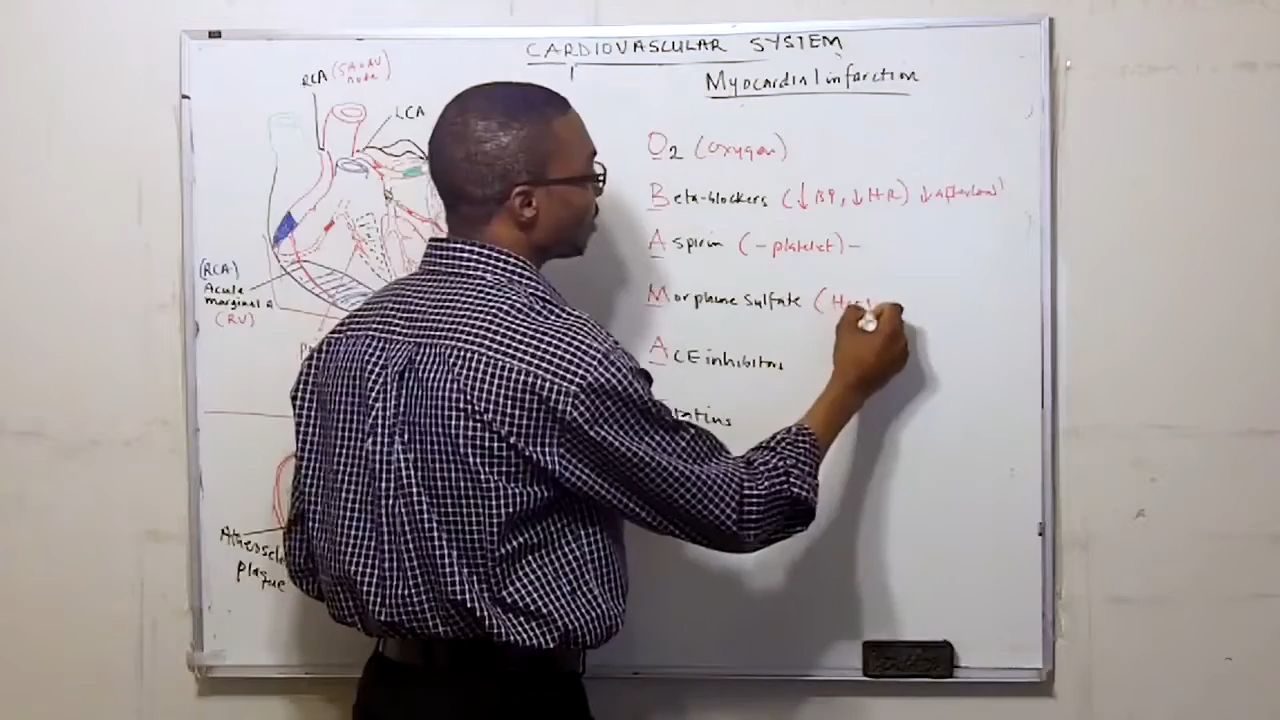 CARDIOVASCULAR SYSTEM
Myocardial infarction
RCA (SA & AV node)
LCA
O2 (oxygen)
Beta-blockers (↓BP, ↓HR) ↓afterload
Aspirin (- platelet) -
(RCA)
Acute
marginal a
(RV)
Morphine sulfate (
ACE inhibitors
Statins
plaque